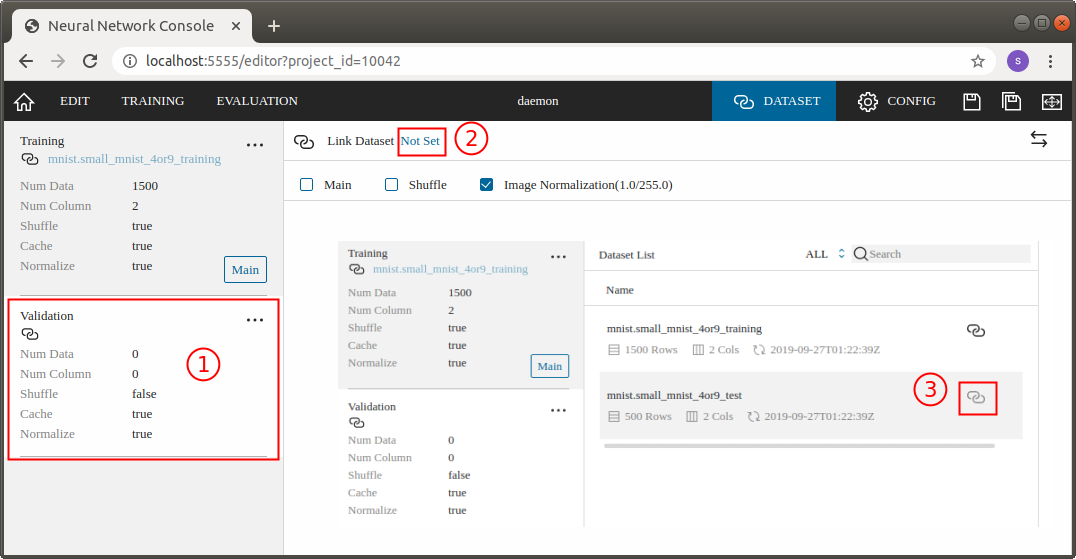 Neural Network Console
localhost:5555/editor?project_id=10042
S
EDIT TRAINING EVALUATION daemon DATASET CONFIG
Training
mnist.small_mnist_4or9_training
Num Data 1500
Num Column 2
Shuffle true
Cache true
Normalize true
Main
Validation
Num Data 0
Num Column 0
Shuffle false
Cache true
Normalize true
1
Link Dataset Not Set
2
Main Shuffle Image Normalization(1.0/255.0)
Training
mnist.small_mnist_4or9_training
Num Data 1500
Num Column 2
Shuffle true
Cache true
Normalize true
Main
Validation
Num Data 0
Num Column 0
Shuffle false
Cache true
Normalize true
Dataset List ALL Search
Name
mnist.small_mnist_4or9_training
1500 Rows 2 Cols 2019-09-27T01:22:39Z
mnist.small_mnist_4or9_test
500 Rows 2 Cols 2019-09-27T01:22:39Z
3